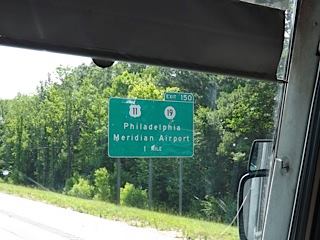 EXIT 150
11 19
Philadelphia
Meridian Airport
1 MILE